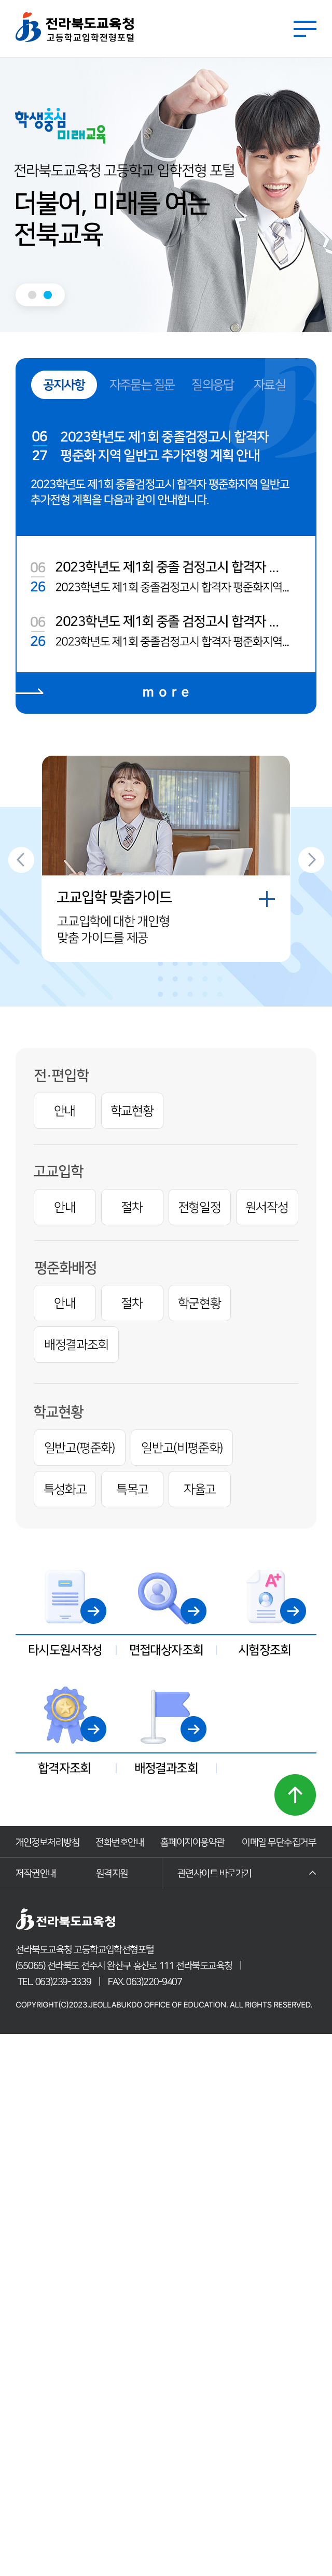 전라북도교육청
고등학교입학전형포털
학생중심
미래교육
전라북도교육청 고등학교 입학전형 포털
더불어, 미래를 여는
전북교육
공지사항 자주묻는 질문 질의응답 자료실
06 2023학년도 제1회 중졸검정고시 합격자
27 평준화 지역 일반고 추가전형 계획 안내
2023학년도 제1회 중졸검정고시 합격자 평준화지역 일반고
추가전형 계획을 다음과 같이 안내합니다.
06 2023학년도 제1회 중졸 검정고시 합격자 ...
26 2023학년도 제1회 중졸검정고시 합격자 평준화지역...
06 2023학년도 제1회 중졸 검정고시 합격자 ...
26 2023학년도 제1회 중졸검정고시 합격자 평준화지역...
more
고교입학 맞춤가이드
고교입학에 대한 개인형
맞춤 가이드를 제공
전·편입학
안내 학교현황
고교입학
안내 절차 전형일정 원서작성
평준화배정
안내 절차 학군현황
배정결과조회
학교현황
일반고(평준화) 일반고(비평준화)
특성화고 특목고 자율고
A+
타시도원서작성 면접대상자조회 시험장조회
합격자조회 배정결과조회
개인정보처리방침 전화번호안내 홈페이지이용약관 이메일 무단수집거부
저작권안내 원격지원 관련사이트 바로가기
전라북도교육청
전라북도교육청 고등학교입학전형포털
(55065) 전라북도 전주시 완산구 홍산로 111 전라북도교육청 |
TEL. 063)239-3339 | FAX. 063)220-9407
COPYRIGHT(C)2023.JEOLLABUKDO OFFICE OF EDUCATION. ALL RIGHTS RESERVED.